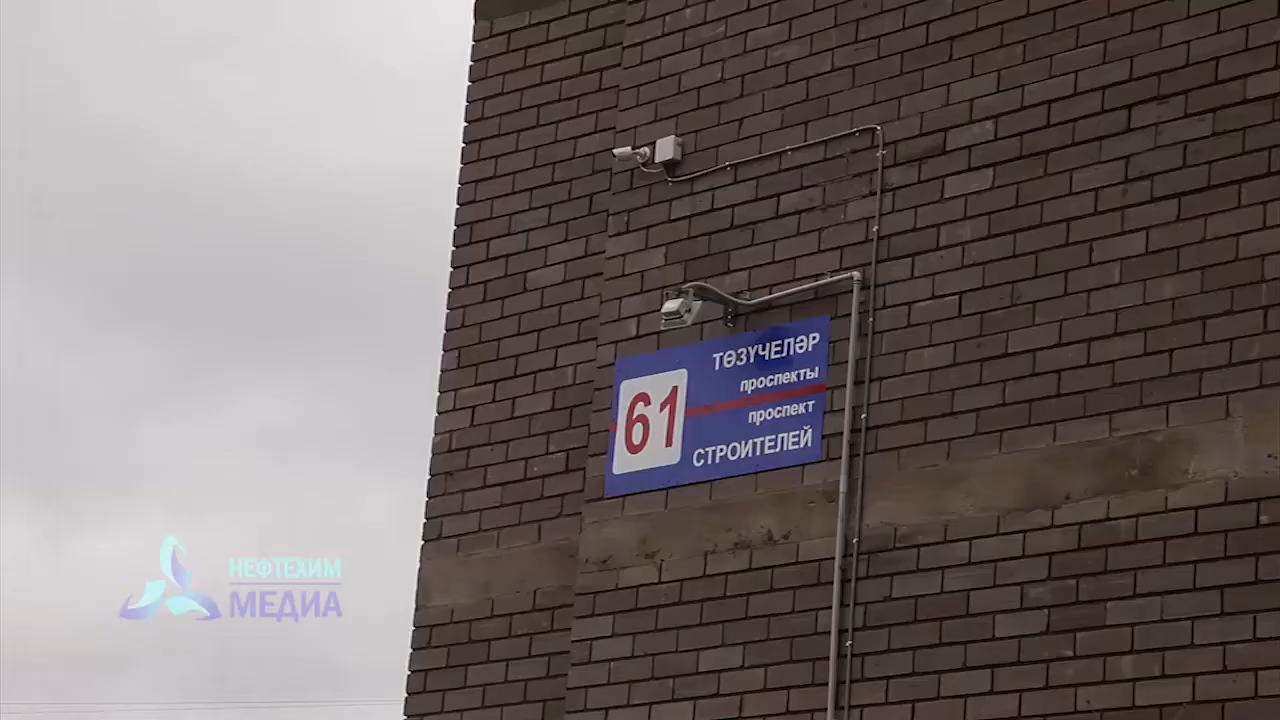 ТӨЗҮЧЕЛӘР
проспекты
61
проспект
СТРОИТЕЛЕЙ
НЕФТЕХИМ
МЕДИА